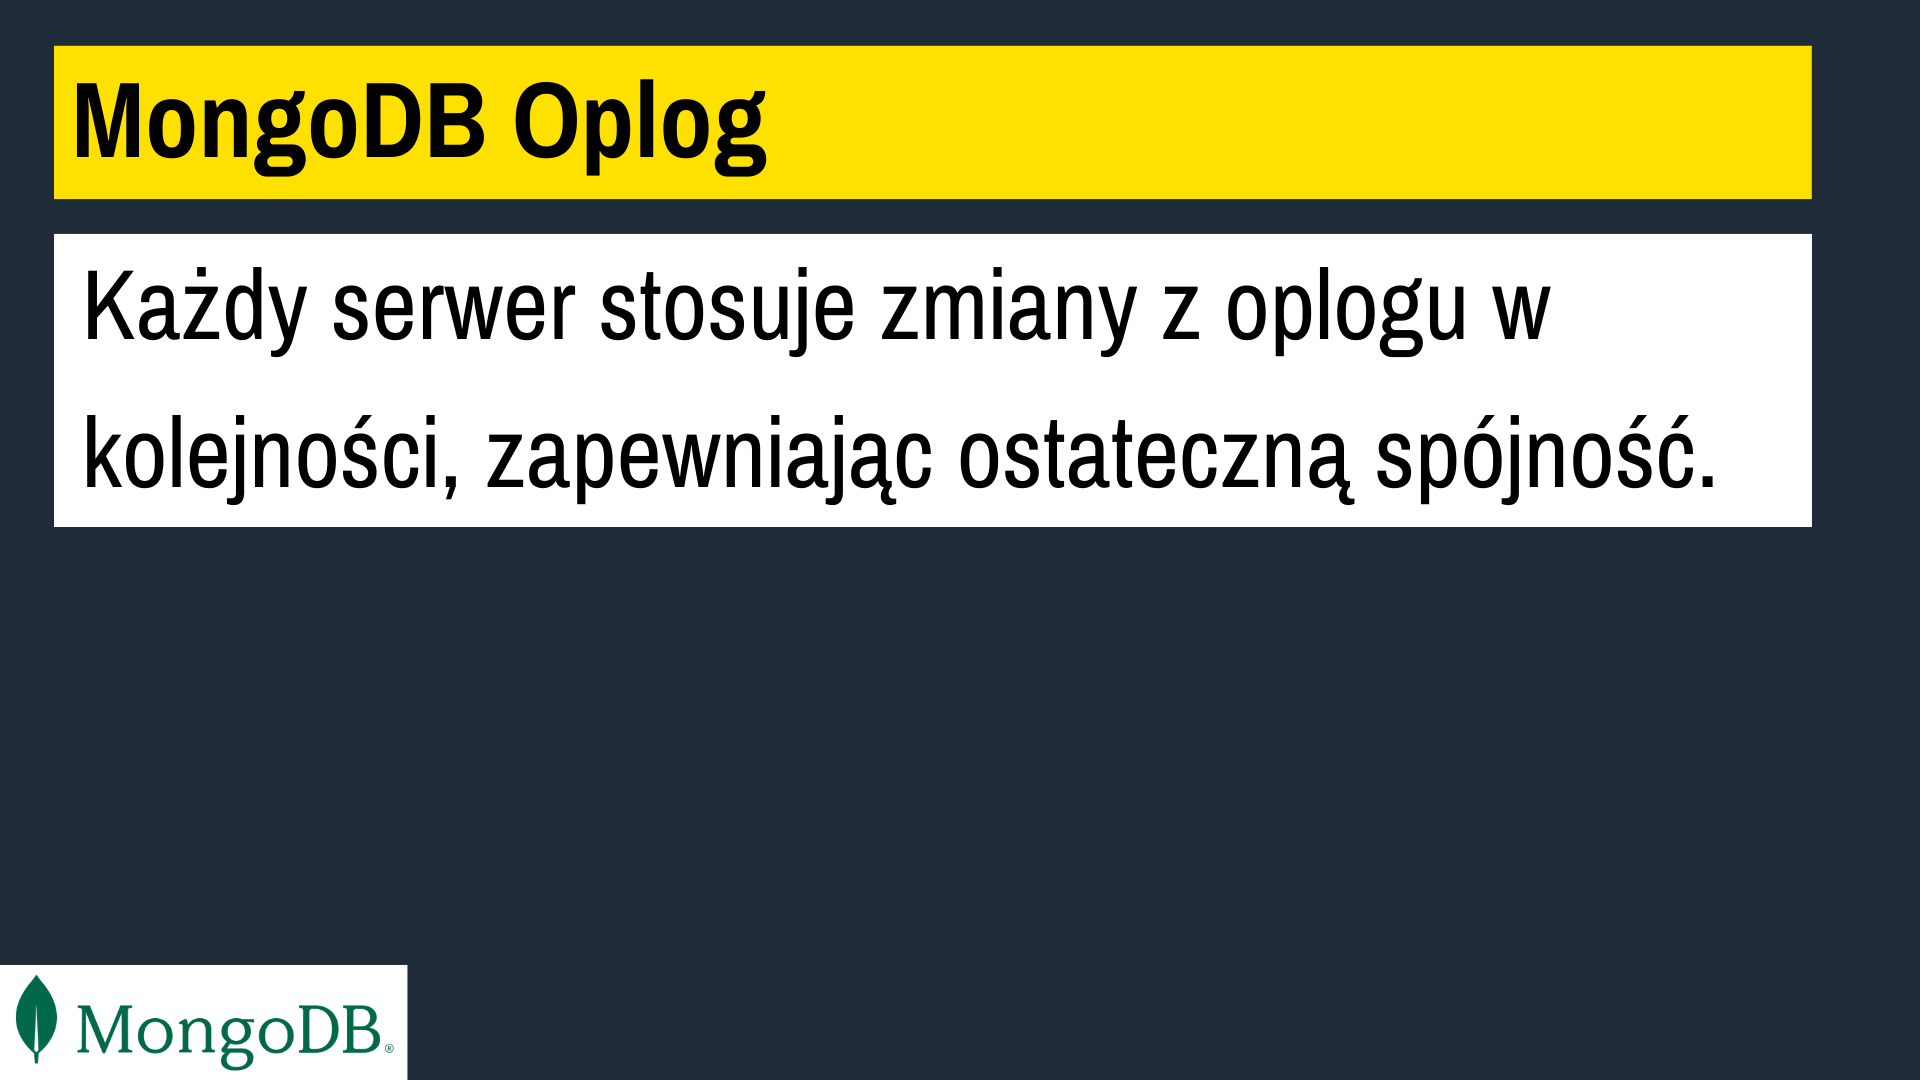 MongoDB Oplog
Każdy serwer stosuje zmiany z oplogu w
kolejności, zapewniając ostateczną spójność.
MongoDB®